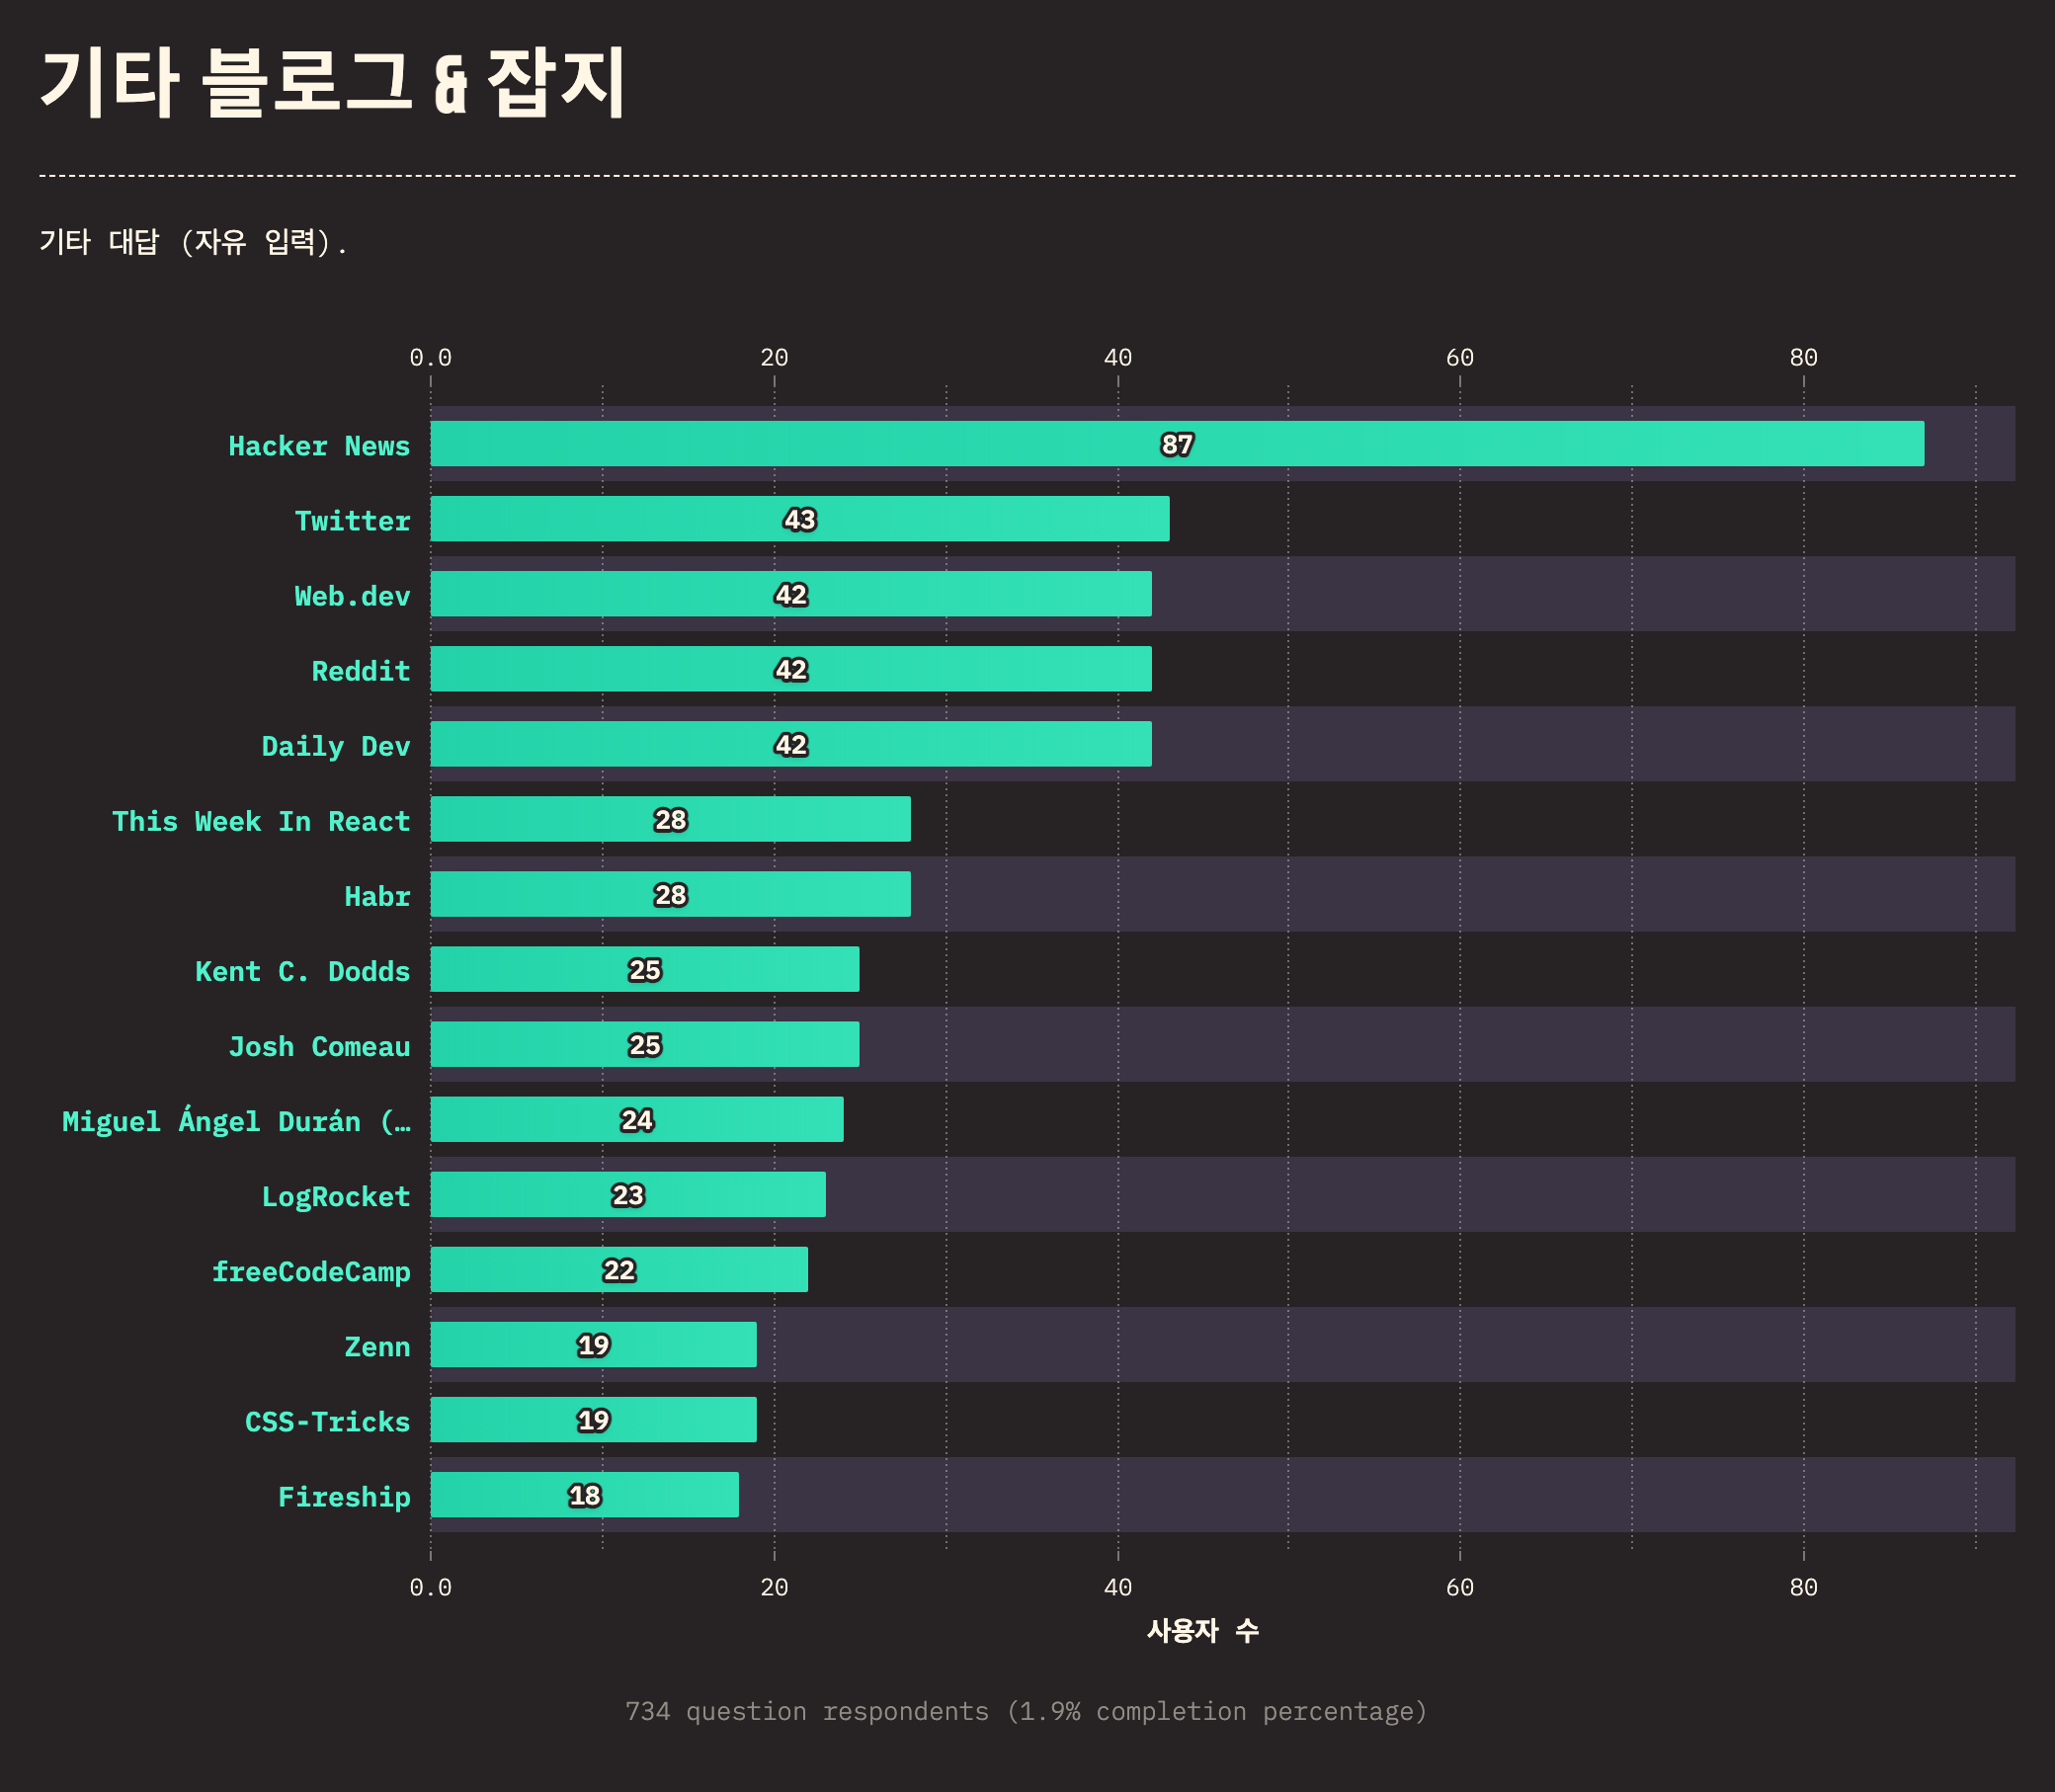 기타 블로그 & 잡지
기타 대답 (자유 입력).
0.0 20 40 60 80
Hacker News 87
Twitter 43
Web.dev 42
Reddit 42
Daily Dev 42
This Week In React 28
Habr 28
Kent C. Dodds 25
Josh Comeau 25
Miguel Ángel Durán (… 24
LogRocket 23
freeCodeCamp 22
Zenn 19
CSS-Tricks 19
Fireship 18
0.0 20 40 60 80
사용자 수
734 question respondents (1.9% completion percentage)